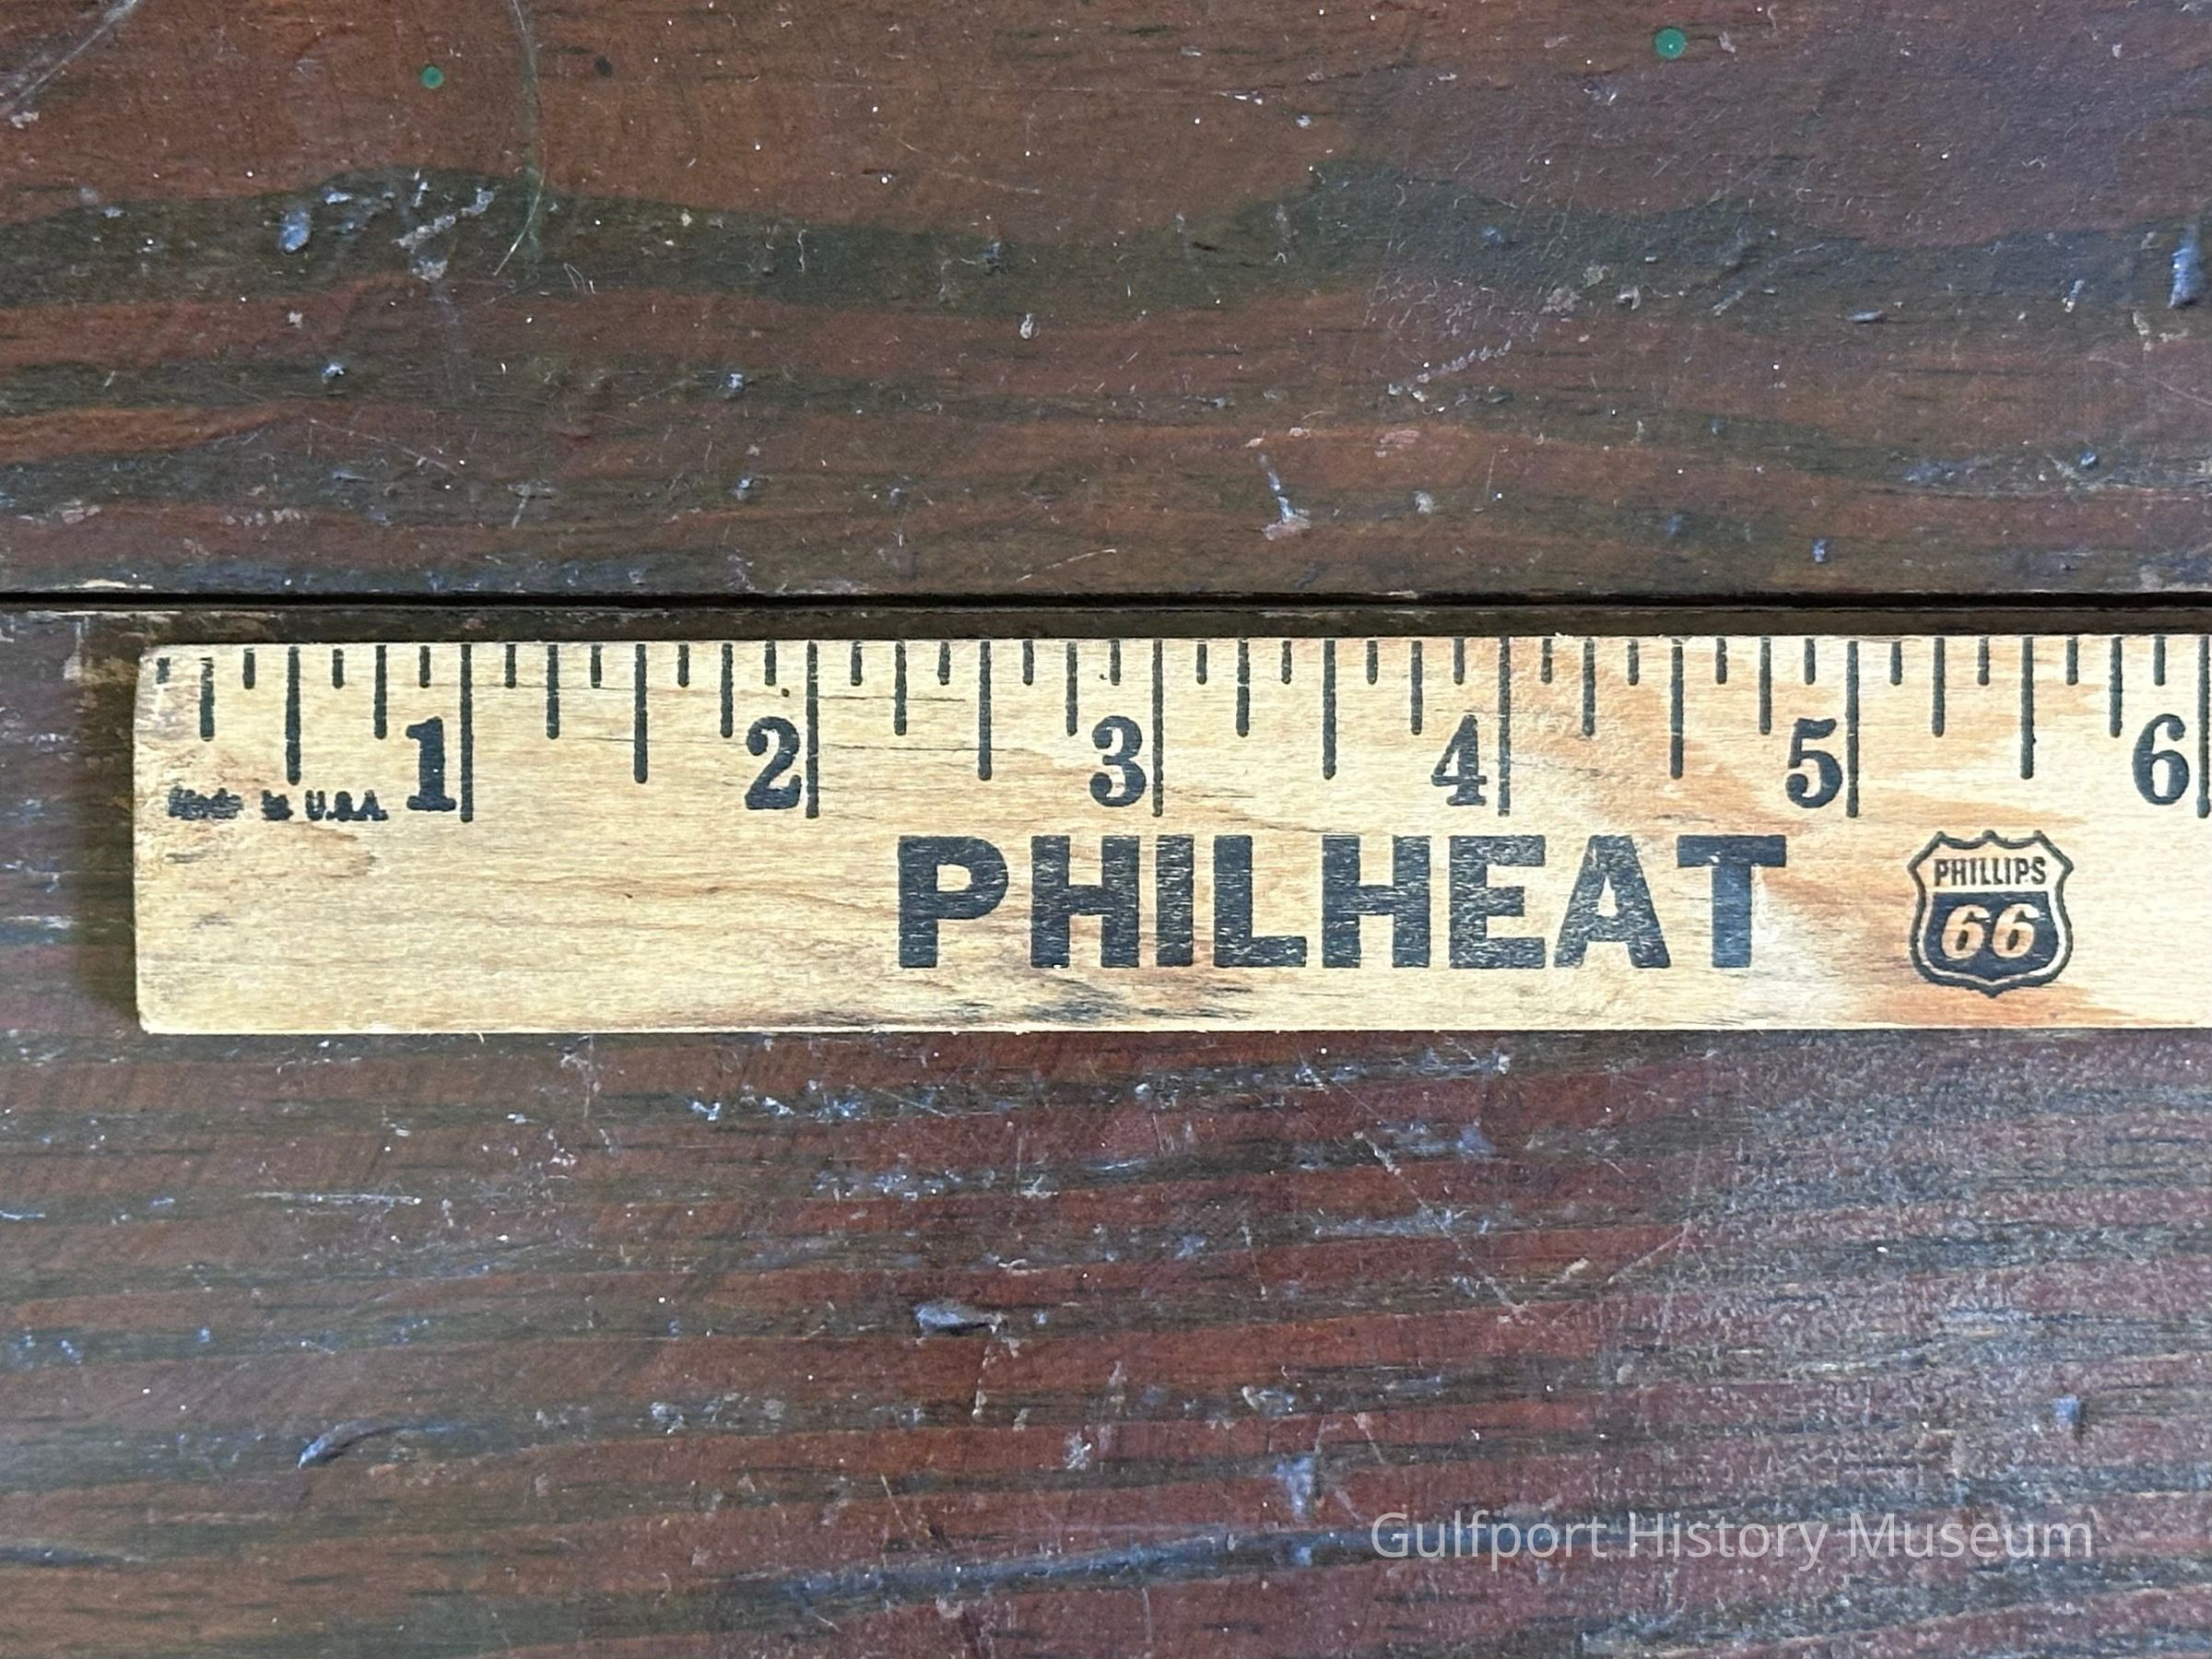 1 2 3 4 5 6
Made in U.S.A.
PHILHEAT
PHILLIPS
66
Gulfport History Museum